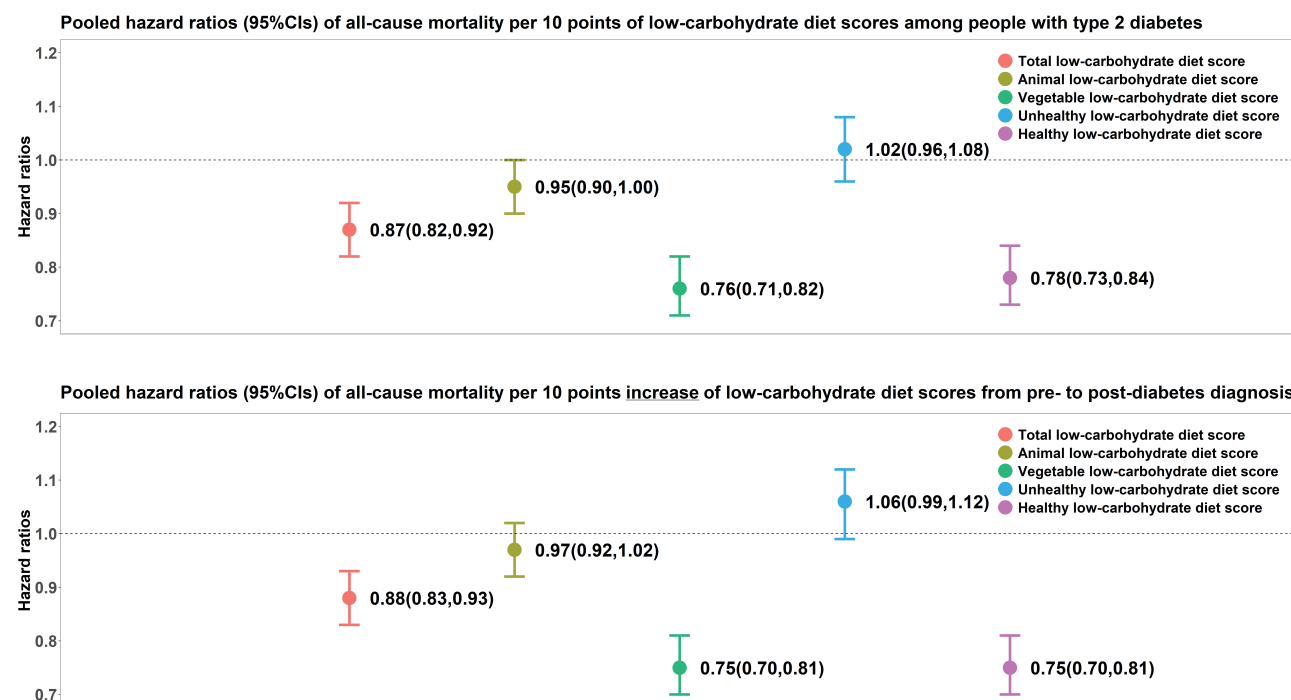 Pooled hazard ratios (95%CIs) of all-cause mortality per 10 points of low-carbohydrate diet scores among people with type 2 diabetes
1.2
1.1
1.0
0.9
0.8
0.7
Hazard ratios
Total low-carbohydrate diet score
Animal low-carbohydrate diet score
Vegetable low-carbohydrate diet score
Unhealthy low-carbohydrate diet score
Healthy low-carbohydrate diet score
0.87(0.82,0.92)
0.95(0.90,1.00)
0.76(0.71,0.82)
1.02(0.96,1.08)
0.78(0.73,0.84)
Pooled hazard ratios (95%CIs) of all-cause mortality per 10 points increase of low-carbohydrate diet scores from pre- to post-diabetes diagnosis
1.2
1.1
1.0
0.9
0.8
0.7
Hazard ratios
Total low-carbohydrate diet score
Animal low-carbohydrate diet score
Vegetable low-carbohydrate diet score
Unhealthy low-carbohydrate diet score
Healthy low-carbohydrate diet score
0.88(0.83,0.93)
0.97(0.92,1.02)
0.75(0.70,0.81)
1.06(0.99,1.12)
0.75(0.70,0.81)